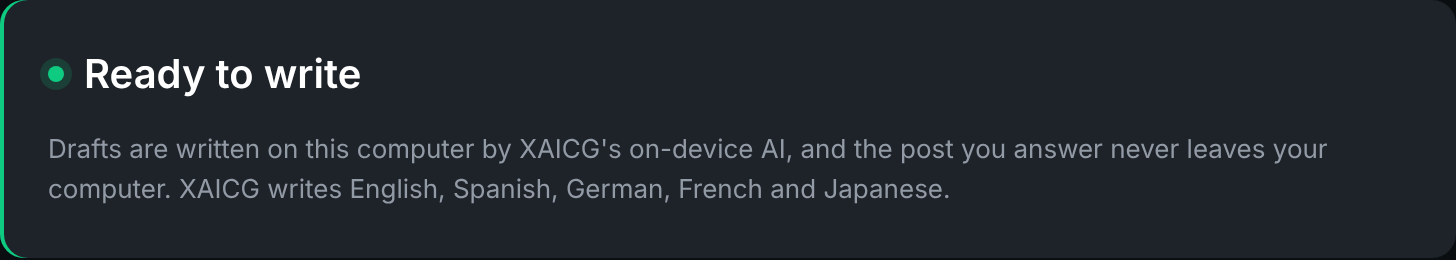 Ready to write
Drafts are written on this computer by XAICG's on-device AI, and the post you answer never leaves your
computer. XAICG writes English, Spanish, German, French and Japanese.